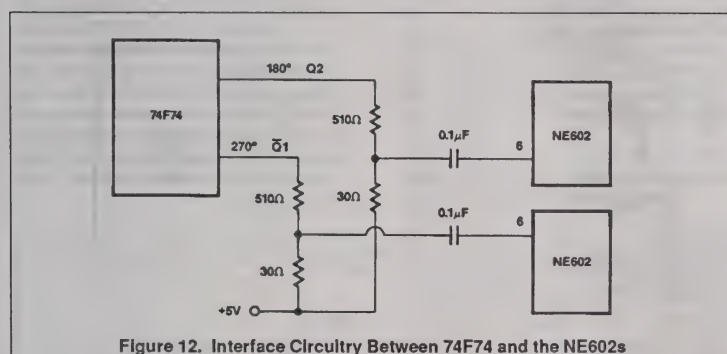 180° Q2
74F74
510Ω
0.1μF
6
NE602
270° Q̅1
510Ω
30Ω
0.1μF
6
NE602
30Ω
+5V
Figure 12. Interface Circuitry Between 74F74 and the NE602s